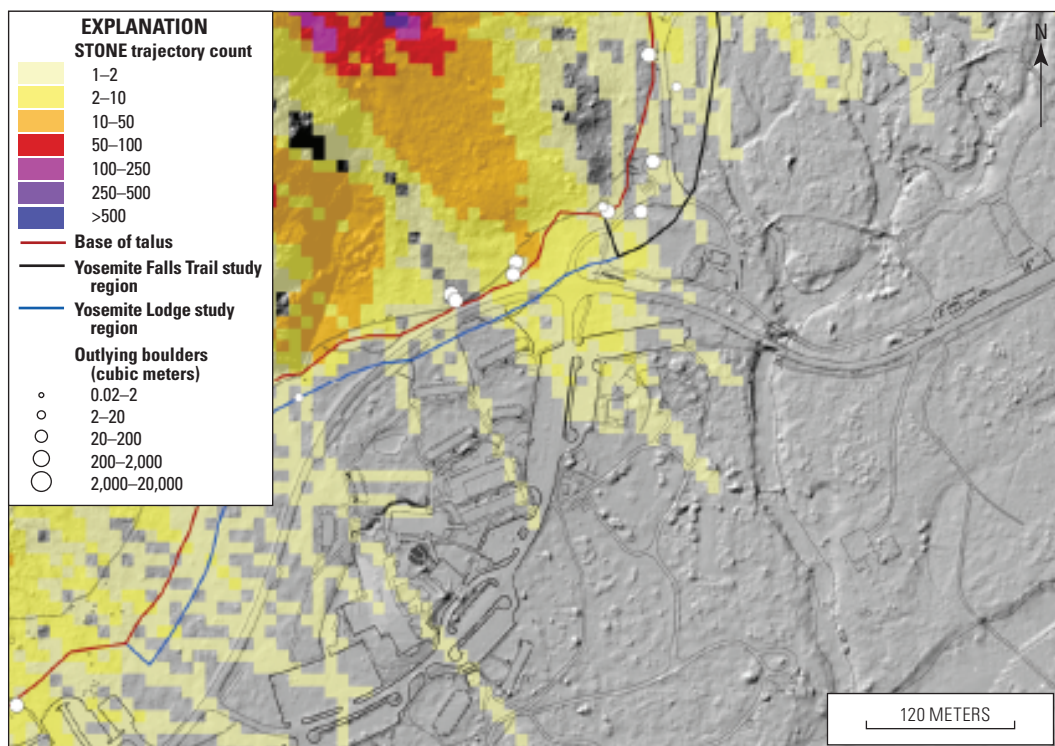 EXPLANATION
STONE trajectory count
1–2
2–10
10–50
50–100
100–250
250–500
>500
Base of talus
Yosemite Falls Trail study
region
Yosemite Lodge study
region
Outlying boulders
(cubic meters)
0.02–2
2–20
20–200
200–2,000
2,000–20,000
N
120 METERS